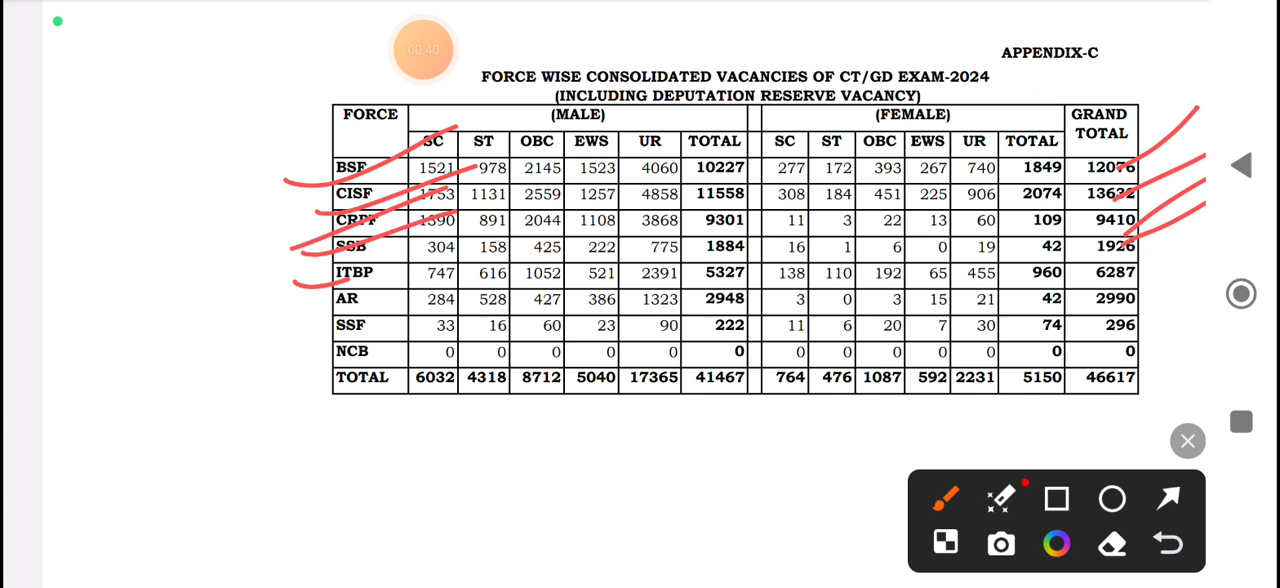 00:40
APPENDIX-C
FORCE WISE CONSOLIDATED VACANCIES OF CT/GD EXAM-2024
(INCLUDING DEPUTATION RESERVE VACANCY)
FORCE (MALE) (FEMALE) GRAND TOTAL
SC ST OBC EWS UR TOTAL SC ST OBC EWS UR TOTAL
BSF 1521 978 2145 1523 4060 10227 277 172 393 267 740 1849 12076
CISF 1753 1131 2559 1257 4858 11558 308 184 451 225 906 2074 13632
CRPF 1390 891 2044 1108 3868 9301 11 3 22 13 60 109 9410
SSB 304 158 425 222 775 1884 16 1 6 0 19 42 1926
ITBP 747 616 1052 521 2391 5327 138 110 192 65 455 960 6287
AR 284 528 427 386 1323 2948 3 0 3 15 21 42 2990
SSF 33 16 60 23 90 222 11 6 20 7 30 74 296
NCB 0 0 0 0 0 0 0 0 0 0 0 0 0
TOTAL 6032 4318 8712 5040 17365 41467 764 476 1087 592 2231 5150 46617